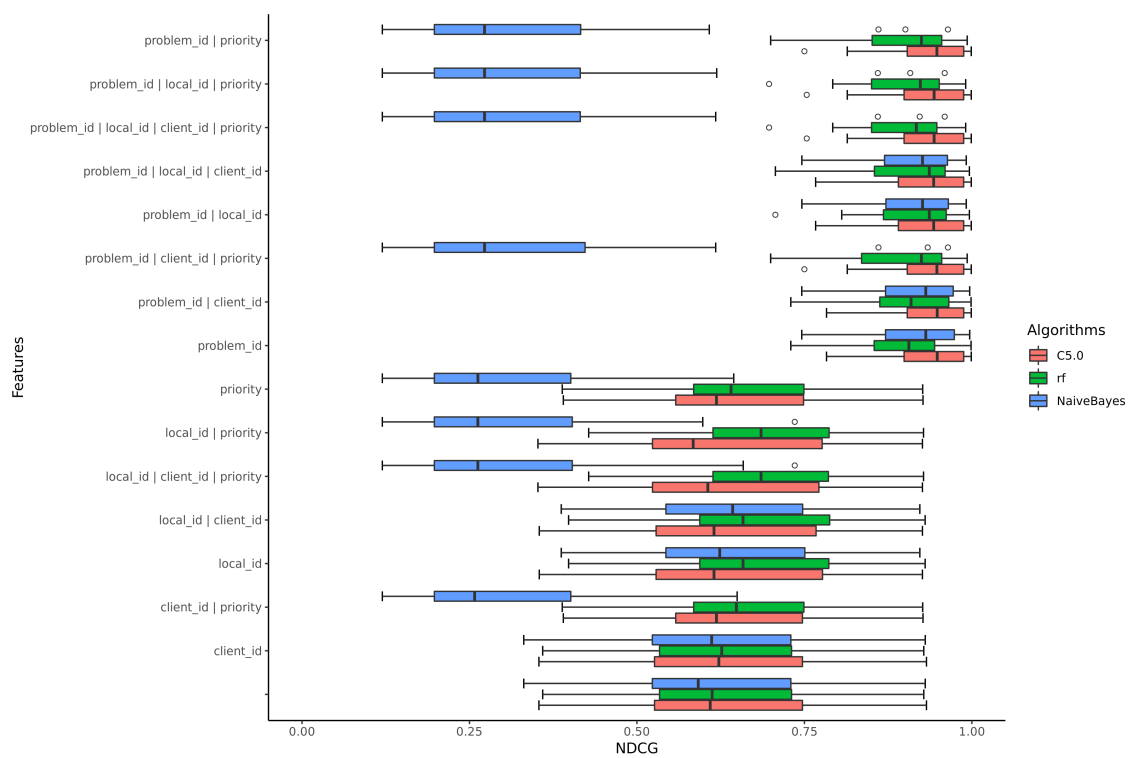 problem_id | priority
problem_id | local_id | priority
problem_id | local_id | client_id | priority
problem_id | local_id | client_id
problem_id | local_id
problem_id | client_id | priority
problem_id | client_id
problem_id
priority
local_id | priority
local_id | client_id | priority
local_id | client_id
local_id
client_id | priority
client_id
Features
0.00 0.25 0.50 0.75 1.00
NDCG
Algorithms
C5.0
rf
NaiveBayes